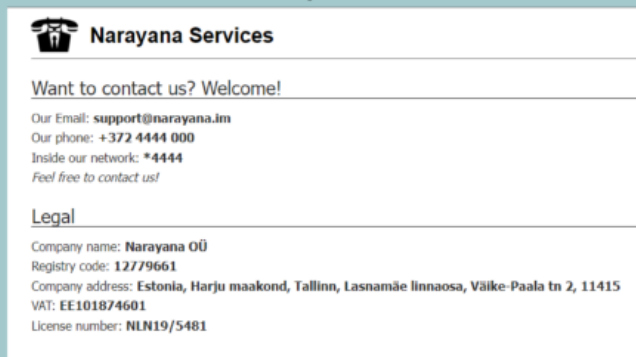 Narayana Services
Want to contact us? Welcome!
Our Email: support@narayana.im
Our phone: +372 4444 000
Inside our network: *4444
Feel free to contact us!
Legal
Company name: Narayana OÜ
Registry code: 12779661
Company address: Estonia, Harju maakond, Tallinn, Lasnamäe linnaosa, Väike-Paala tn 2, 11415
VAT: EE101874601
License number: NLN19/5481